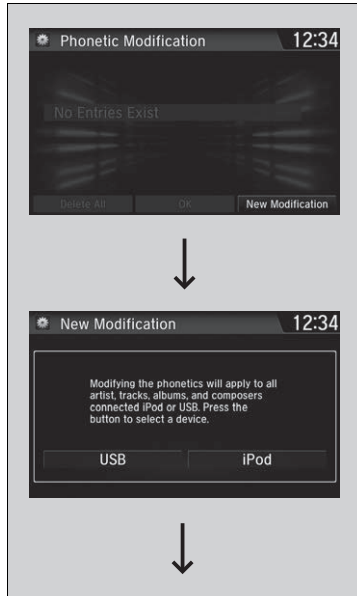 Phonetic Modification 12:34
No Entries Exist
Delete All OK New Modification
New Modification 12:34
Modifying the phonetics will apply to all
artist, tracks, albums, and composers
connected iPod or USB. Press the
button to select a device.
USB iPod